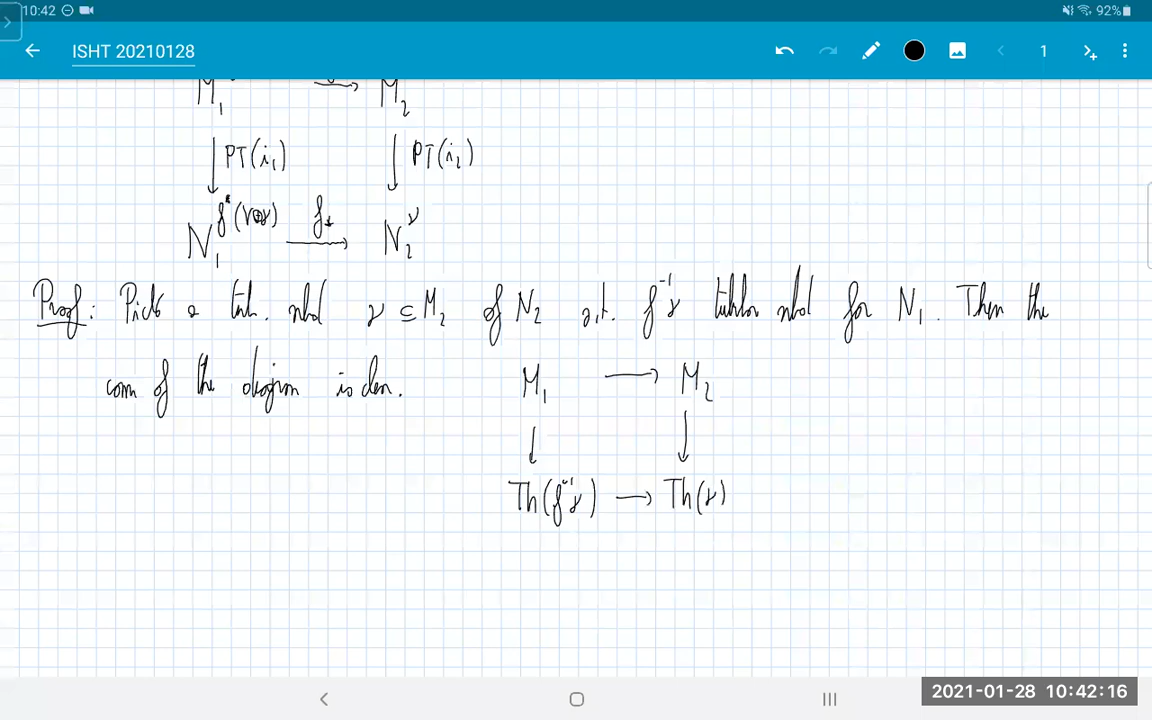 10:42
92%
ISHT 20210128
1
M₁ → M₂
↓ PT(i₁) ↓ PT(i₂)
f_*
N₁ → N₂^ν
Proof: Pick a tub. nbd ν ⊆ M₂ of N₂ s.t. f⁻¹ν tubular nbd for N₁. Then the
com of the diagram is clear. M₁ → M₂
↓ ↓
Th(f⁻¹ν) → Th(ν)
2021-01-28 10:42:16